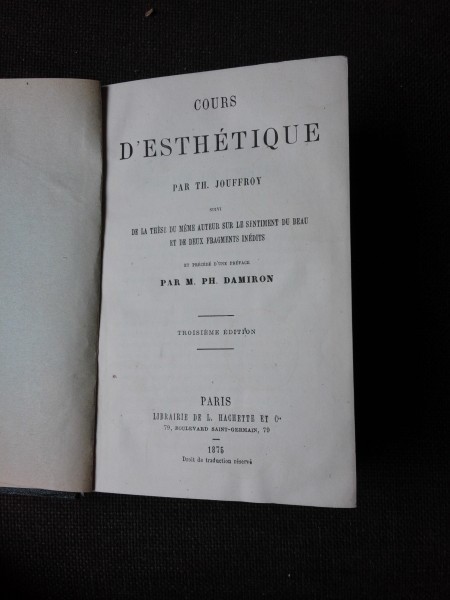 COURS
D'ESTHÉTIQUE
PAR TH. JOUFFROY
SUIVI
DE LA THÈSE DU MÊME AUTEUR SUR LE SENTIMENT DU BEAU
ET DE DEUX FRAGMENTS INÉDITS
ET PRÉCÉDÉ D'UNE PRÉFACE
PAR M. PH. DAMIRON
TROISIÈME ÉDITION
PARIS
LIBRAIRIE DE L. HACHETTE ET Cie
79, BOULEVARD SAINT-GERMAIN, 79
1875
Droit de traduction réservé